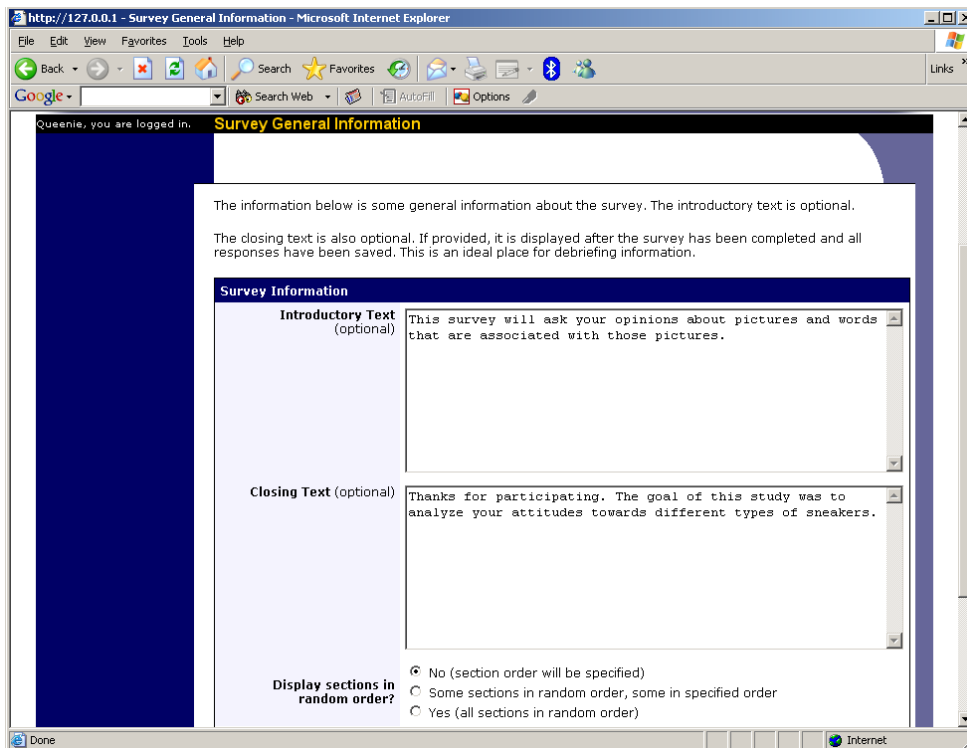 http://127.0.0.1 - Survey General Information - Microsoft Internet Explorer
File Edit View Favorites Tools Help
Back Search Favorites Links »
Google Search Web AutoFill Options
Queenie, you are logged in. Survey General Information
The information below is some general information about the survey. The introductory text is optional.
The closing text is also optional. If provided, it is displayed after the survey has been completed and all
responses have been saved. This is an ideal place for debriefing information.
Survey Information
Introductory Text
(optional)
This survey will ask your opinions about pictures and words
that are associated with those pictures.
Closing Text (optional)
Thanks for participating. The goal of this study was to
analyze your attitudes towards different types of sneakers.
Display sections in
random order?
No (section order will be specified)
Some sections in random order, some in specified order
Yes (all sections in random order)
Done Internet